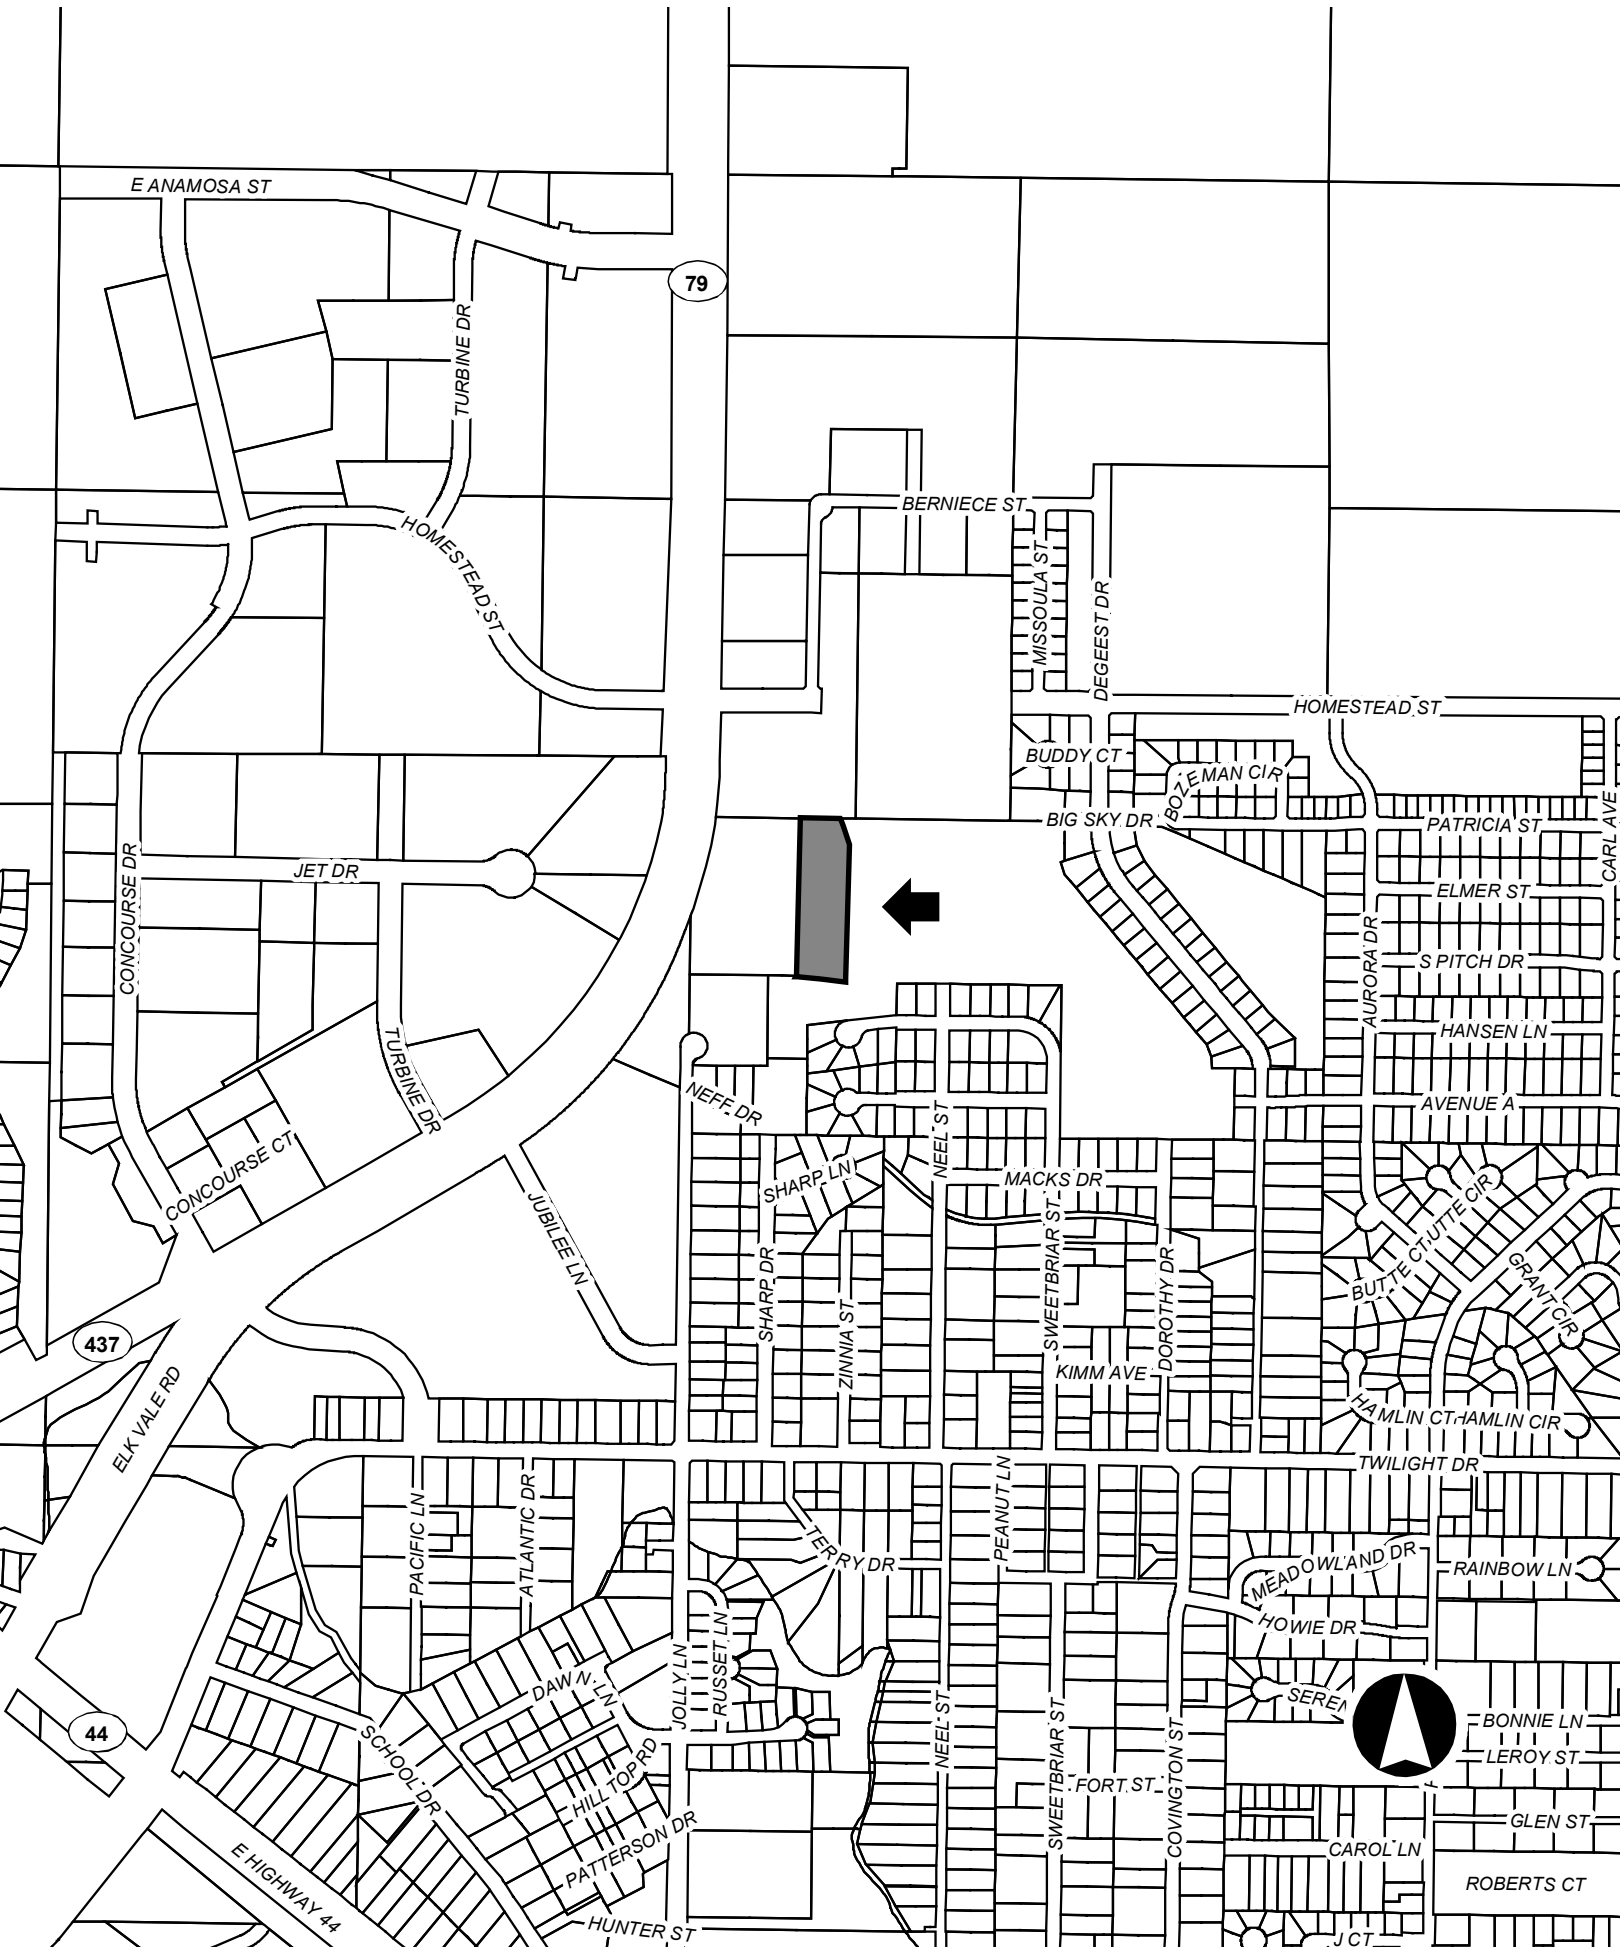 E ANAMOSA ST
79
TURBINE DR
BERNIECE ST
HOMESTEAD ST
MISSOULA ST
DEGEEST DR
HOMESTEAD ST
BUDDY CT
BOZEMAN CIR
BIG SKY DR
PATRICIA ST
CARL AVE
JET DR
CONCOURSE DR
ELMER ST
AURORA DR
S PITCH DR
HANSEN LN
TURBINE DR
NEFF DR
AVENUE A
NEEL ST
CONCOURSE CT
SHARP LN
MACKS DR
JUBILEE LN
SHARP DR
ZINNIA ST
SWEETBRIAR ST
DOROTHY DR
BUTTE CT
UTTE CIR
GRANT CIR
437
KIMM AVE
ELK VALE RD
HAMLIN CT
HAMLIN CIR
TWILIGHT DR
PACIFIC LN
ATLANTIC DR
PEANUT LN
TERRY DR
MEADOWLAND DR
RAINBOW LN
HOWIE DR
DAWN LN
JOLLY LN
RUSSET LN
SEREN
44
SCHOOL DR
NEEL ST
SWEETBRIAR ST
COVINGTON ST
BONNIE LN
LEROY ST
HILL TOP RD
FORT ST
PATTERSON DR
GLEN ST
CAROL LN
E HIGHWAY 44
ROBERTS CT
HUNTER ST
J CT